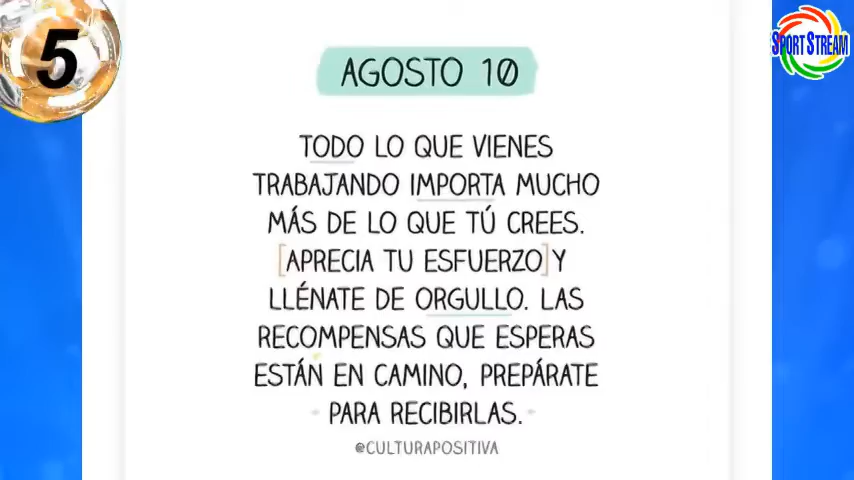 5
SPORT STREAM
AGOSTO 10
TODO LO QUE VIENES
TRABAJANDO IMPORTA MUCHO
MÁS DE LO QUE TÚ CREES.
[APRECIA TU ESFUERZO] Y
LLÉNATE DE ORGULLO. LAS
RECOMPENSAS QUE ESPERAS
ESTÁN EN CAMINO, PREPÁRATE
PARA RECIBIRLAS.
@CULTURAPOSITIVA